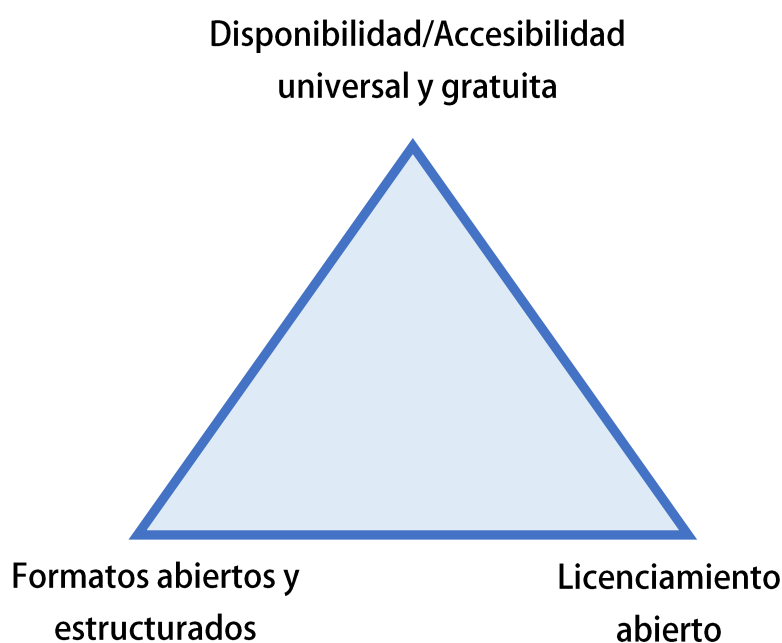 Disponibilidad/Accesibilidad
universal y gratuita
Formatos abiertos y
estructurados
Licenciamiento
abierto